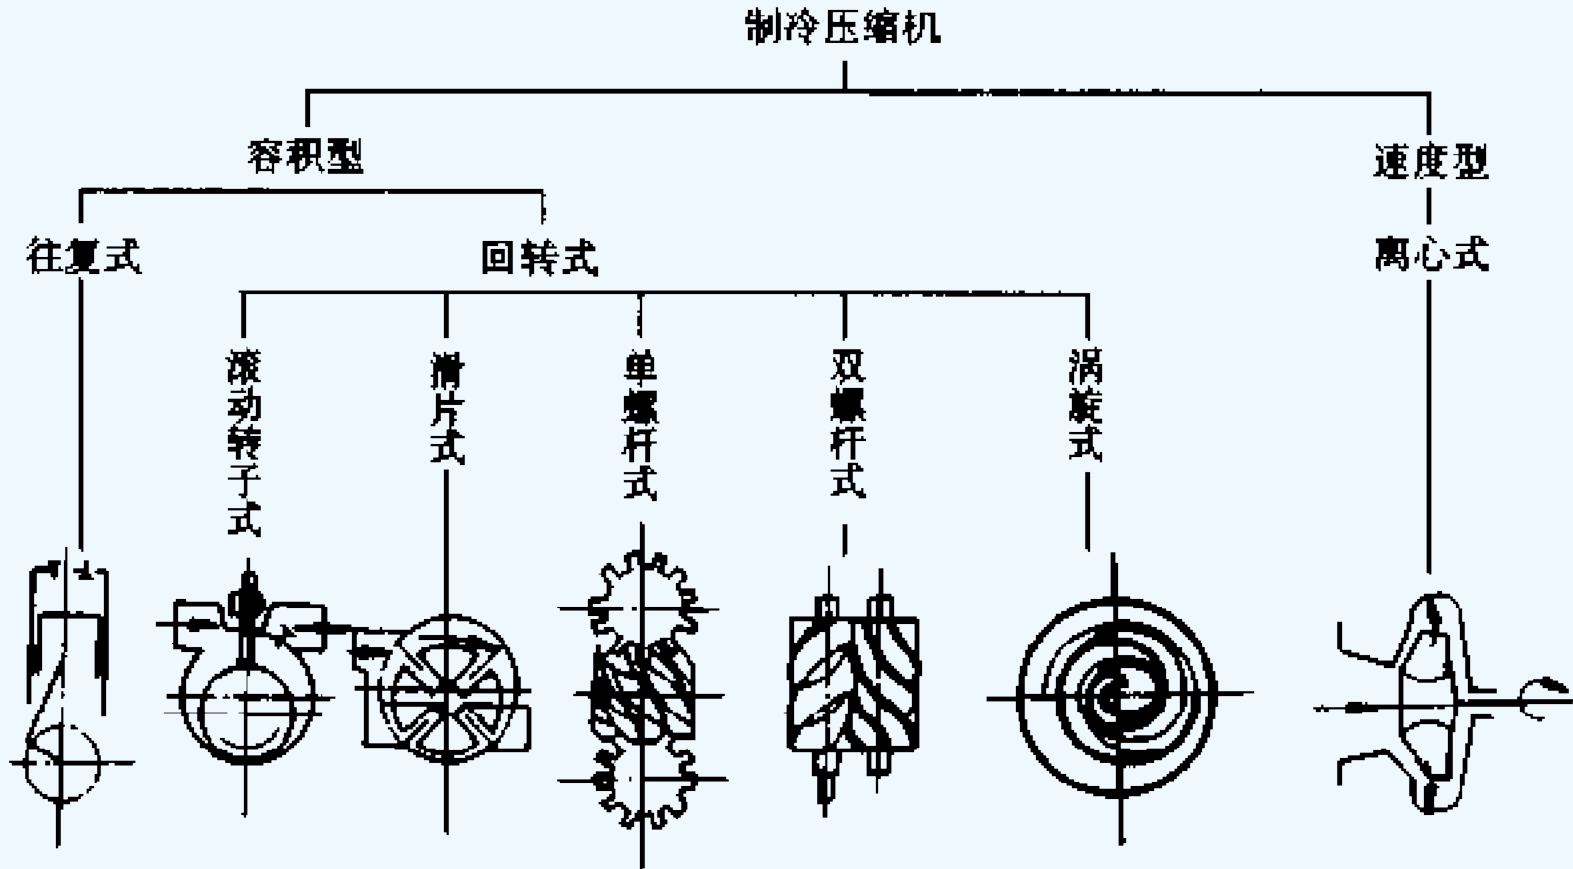 制冷压缩机
容积型
速度型
往复式
回转式
离心式
滚动转子式
滑片式
单螺杆式
双螺杆式
涡旋式